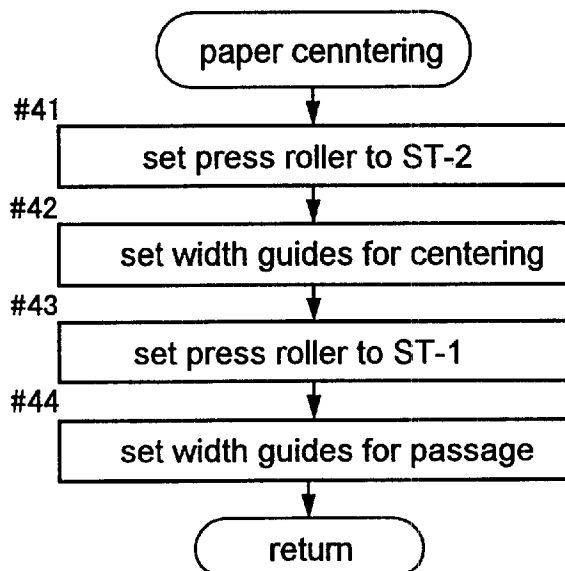 paper cenntering
#41
set press roller to ST-2
#42
set width guides for centering
#43
set press roller to ST-1
#44
set width guides for passage
return